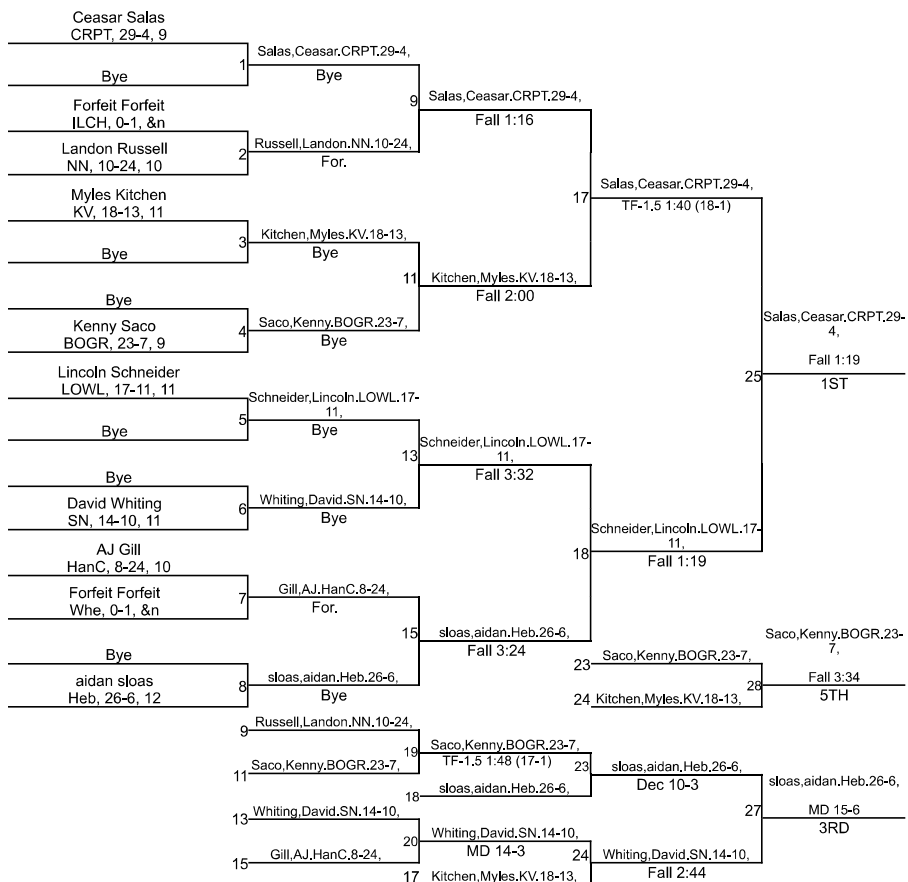 Ceasar Salas
CRPT, 29-4, 9
1
Bye
Forfeit Forfeit
ILCH, 0-1, &n
2
Landon Russell
NN, 10-24, 10
Myles Kitchen
KV, 18-13, 11
3
Bye
Bye
4
Kenny Saco
BOGR, 23-7, 9
Lincoln Schneider
LOWL, 17-11, 11
5
Bye
Bye
6
David Whiting
SN, 14-10, 11
AJ Gill
HanC, 8-24, 10
7
Forfeit Forfeit
Whe, 0-1, &n
Bye
8
aidan sloas
Heb, 26-6, 12
Salas,Ceasar.CRPT.29-4,
Bye
9
Russell,Landon.NN.10-24,
For.
Kitchen,Myles.KV.18-13,
Bye
11
Saco,Kenny.BOGR.23-7,
Bye
Schneider,Lincoln.LOWL.17-
11,
Bye
13
Whiting,David.SN.14-10,
Bye
Gill,AJ.HanC.8-24,
For.
15
sloas,aidan.Heb.26-6,
Bye
Salas,Ceasar.CRPT.29-4,
Fall 1:16
17
Kitchen,Myles.KV.18-13,
Fall 2:00
Schneider,Lincoln.LOWL.17-
11,
Fall 3:32
18
sloas,aidan.Heb.26-6,
Fall 3:24
Salas,Ceasar.CRPT.29-4,
TF-1.5 1:40 (18-1)
25
Schneider,Lincoln.LOWL.17-
11,
Fall 1:19
Salas,Ceasar.CRPT.29-
4,
Fall 1:19
1ST
23
Saco,Kenny.BOGR.23-7,
24
Kitchen,Myles.KV.18-13,
28
Saco,Kenny.BOGR.23-
7,
Fall 3:34
5TH
9
Russell,Landon.NN.10-24,
11
Saco,Kenny.BOGR.23-7,
19
Saco,Kenny.BOGR.23-7,
TF-1.5 1:48 (17-1)
18
sloas,aidan.Heb.26-6,
23
sloas,aidan.Heb.26-6,
Dec 10-3
13
Whiting,David.SN.14-10,
15
Gill,AJ.HanC.8-24,
20
Whiting,David.SN.14-10,
MD 14-3
17
Kitchen,Myles.KV.18-13,
24
Whiting,David.SN.14-10,
Fall 2:44
27
sloas,aidan.Heb.26-6,
MD 15-6
3RD